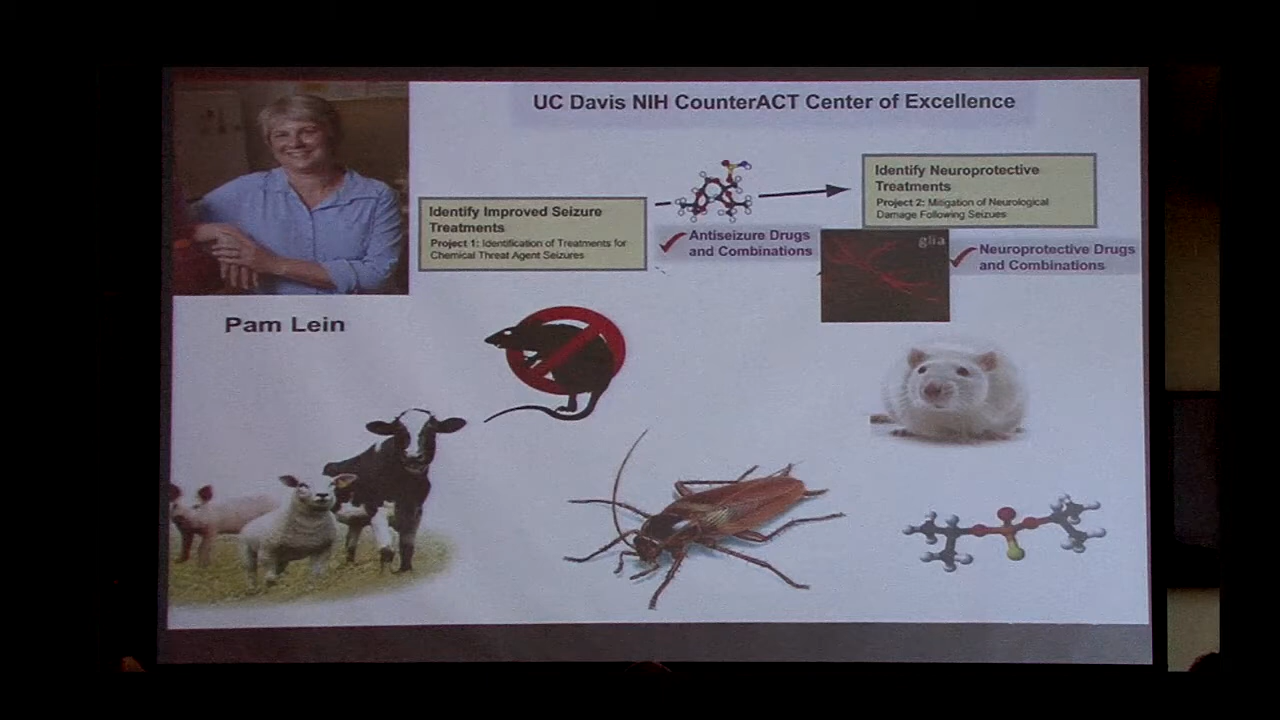 UC Davis NIH CounterACT Center of Excellence
Identify Improved Seizure
Treatments
Project 1: Identification of Treatments for
Chemical Threat Agent Seizures
Antiseizure Drugs
and Combinations
Identify Neuroprotective
Treatments
Project 2: Mitigation of Neurological
Damage Following Seizues
glia
Neuroprotective Drugs
and Combinations
Pam Lein